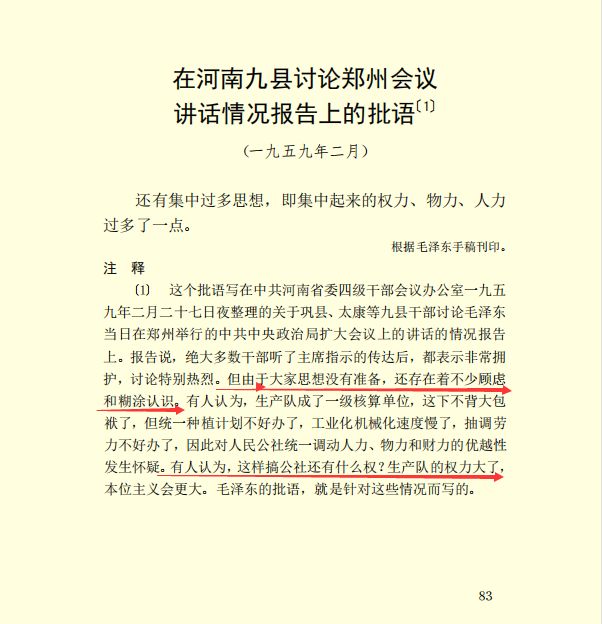 在河南九县讨论郑州会议
讲话情况报告上的批语〔1〕
(一九五九年二月)
还有集中过多思想，即集中起来的权力、物力、人力
过多了一点。
根据毛泽东手稿刊印。
注 释
〔1〕 这个批语写在中共河南省委四级干部会议办公室一九五
九年二月二十七日夜整理的关于巩县、太康等九县干部讨论毛泽东
当日在郑州举行的中共中央政治局扩大会议上的讲话的情况报告
上。报告说，绝大多数干部听了主席指示的传达后，都表示非常拥
护，讨论特别热烈。但由于大家思想没有准备，还存在着不少顾虑
和糊涂认识。有人认为，生产队成了一级核算单位，这下不背大包
袱了，但统一种植计划不好办了，工业化机械化速度慢了，抽调劳
力不好办了，因此对人民公社统一调动人力、物力和财力的优越性
发生怀疑。有人认为，这样搞公社还有什么权？生产队的权力大了，
本位主义会更大。毛泽东的批语，就是针对这些情况而写的。
83